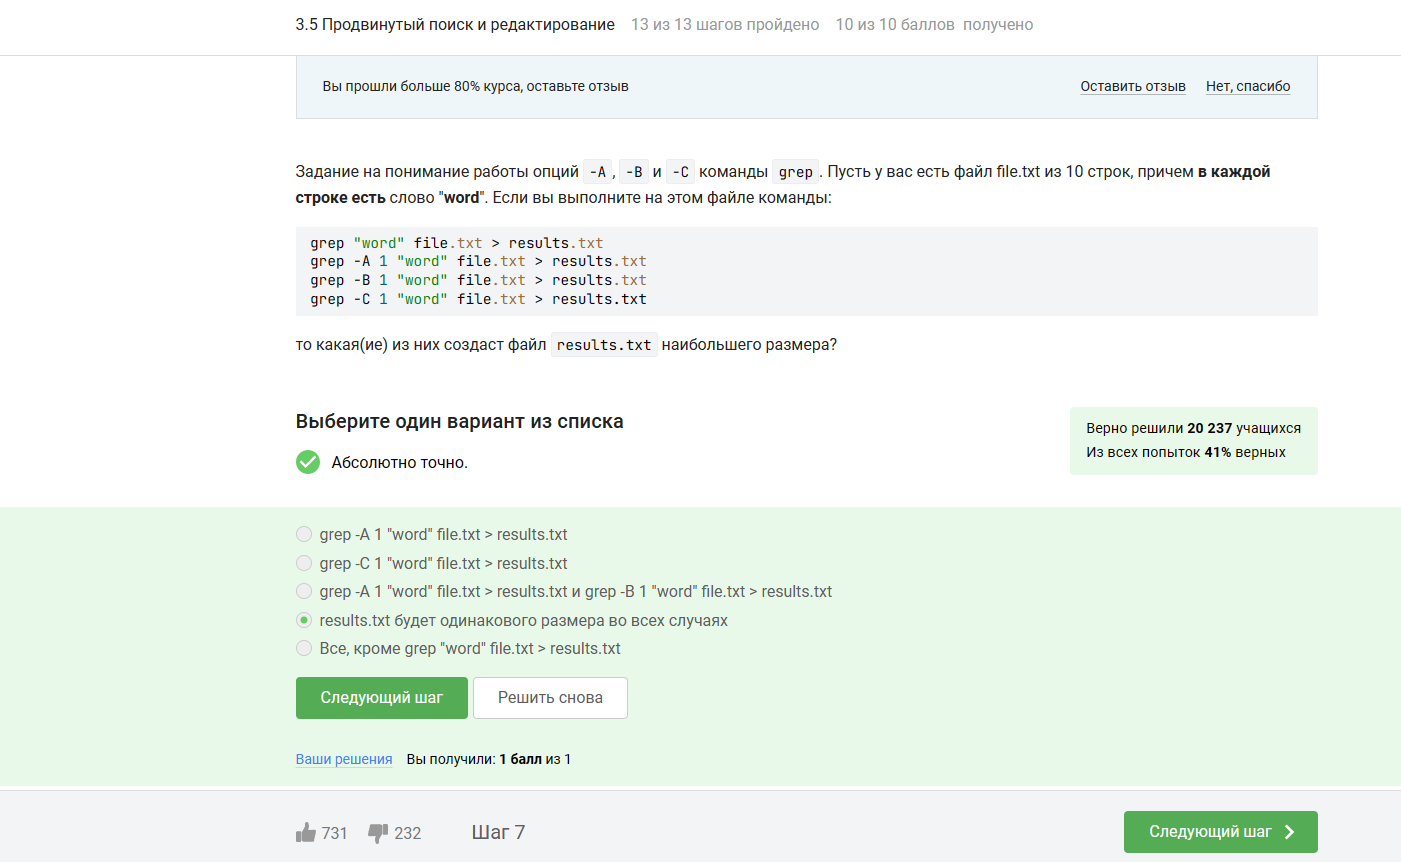 3.5 Продвинутый поиск и редактирование 13 из 13 шагов пройдено 10 из 10 баллов получено
Вы прошли больше 80% курса, оставьте отзыв Оставить отзыв Нет, спасибо
Задание на понимание работы опций -A, -B и -C команды grep. Пусть у вас есть файл file.txt из 10 строк, причем в каждой
строке есть слово "word". Если вы выполните на этом файле команды:
grep "word" file.txt > results.txt
grep -A 1 "word" file.txt > results.txt
grep -B 1 "word" file.txt > results.txt
grep -C 1 "word" file.txt > results.txt
то какая(ие) из них создаст файл results.txt наибольшего размера?
Выберите один вариант из списка
Абсолютно точно.
Верно решили 20 237 учащихся
Из всех попыток 41% верных
grep -A 1 "word" file.txt > results.txt
grep -C 1 "word" file.txt > results.txt
grep -A 1 "word" file.txt > results.txt и grep -B 1 "word" file.txt > results.txt
results.txt будет одинакового размера во всех случаях
Все, кроме grep "word" file.txt > results.txt
Следующий шаг Решить снова
Ваши решения Вы получили: 1 балл из 1
731 232 Шаг 7 Следующий шаг